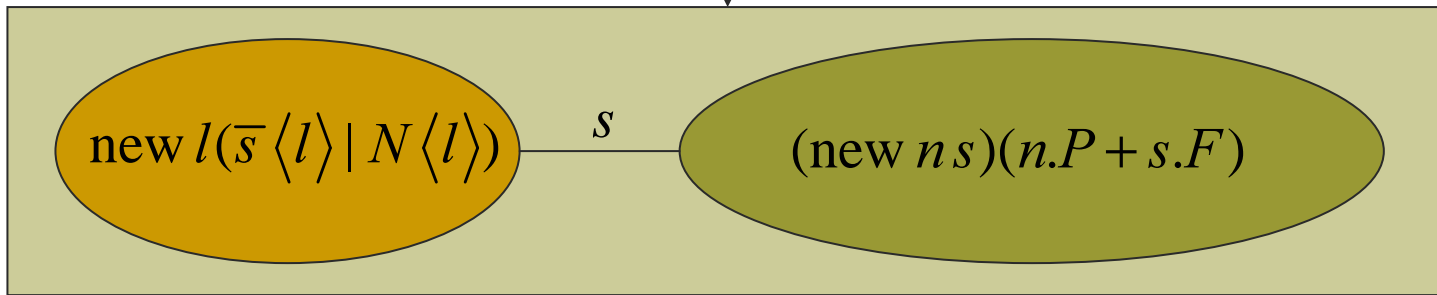 s
new l(s̅⟨l⟩ | N⟨l⟩)
(new n s)(n.P + s.F)